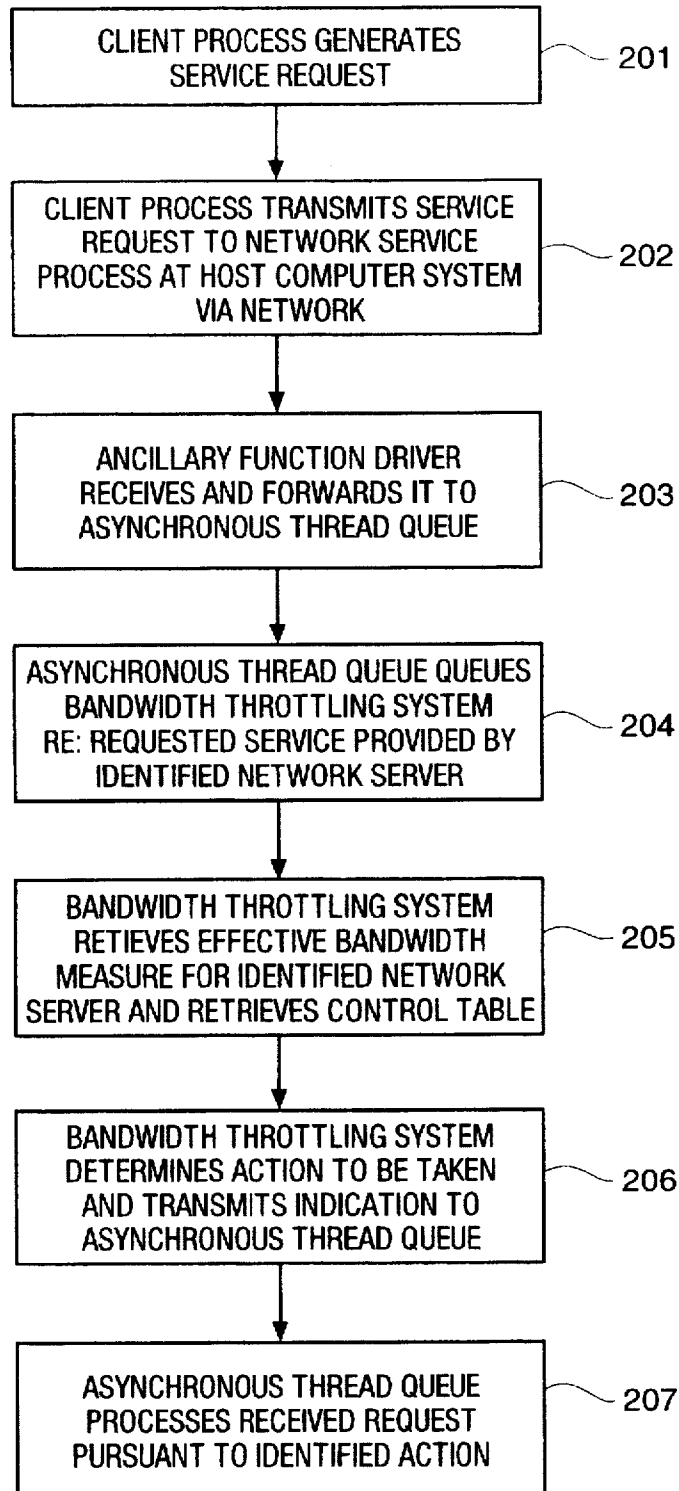 CLIENT PROCESS GENERATES
SERVICE REQUEST
201
CLIENT PROCESS TRANSMITS SERVICE
REQUEST TO NETWORK SERVICE
PROCESS AT HOST COMPUTER SYSTEM
VIA NETWORK
202
ANCILLARY FUNCTION DRIVER
RECEIVES AND FORWARDS IT TO
ASYNCHRONOUS THREAD QUEUE
203
ASYNCHRONOUS THREAD QUEUE QUEUES
BANDWIDTH THROTTLING SYSTEM
RE: REQUESTED SERVICE PROVIDED BY
IDENTIFIED NETWORK SERVER
204
BANDWIDTH THROTTLING SYSTEM
RETIEVES EFFECTIVE BANDWIDTH
MEASURE FOR IDENTIFIED NETWORK
SERVER AND RETRIEVES CONTROL TABLE
205
BANDWIDTH THROTTLING SYSTEM
DETERMINES ACTION TO BE TAKEN
AND TRANSMITS INDICATION TO
ASYNCHRONOUS THREAD QUEUE
206
ASYNCHRONOUS THREAD QUEUE
PROCESSES RECEIVED REQUEST
PURSUANT TO IDENTIFIED ACTION
207